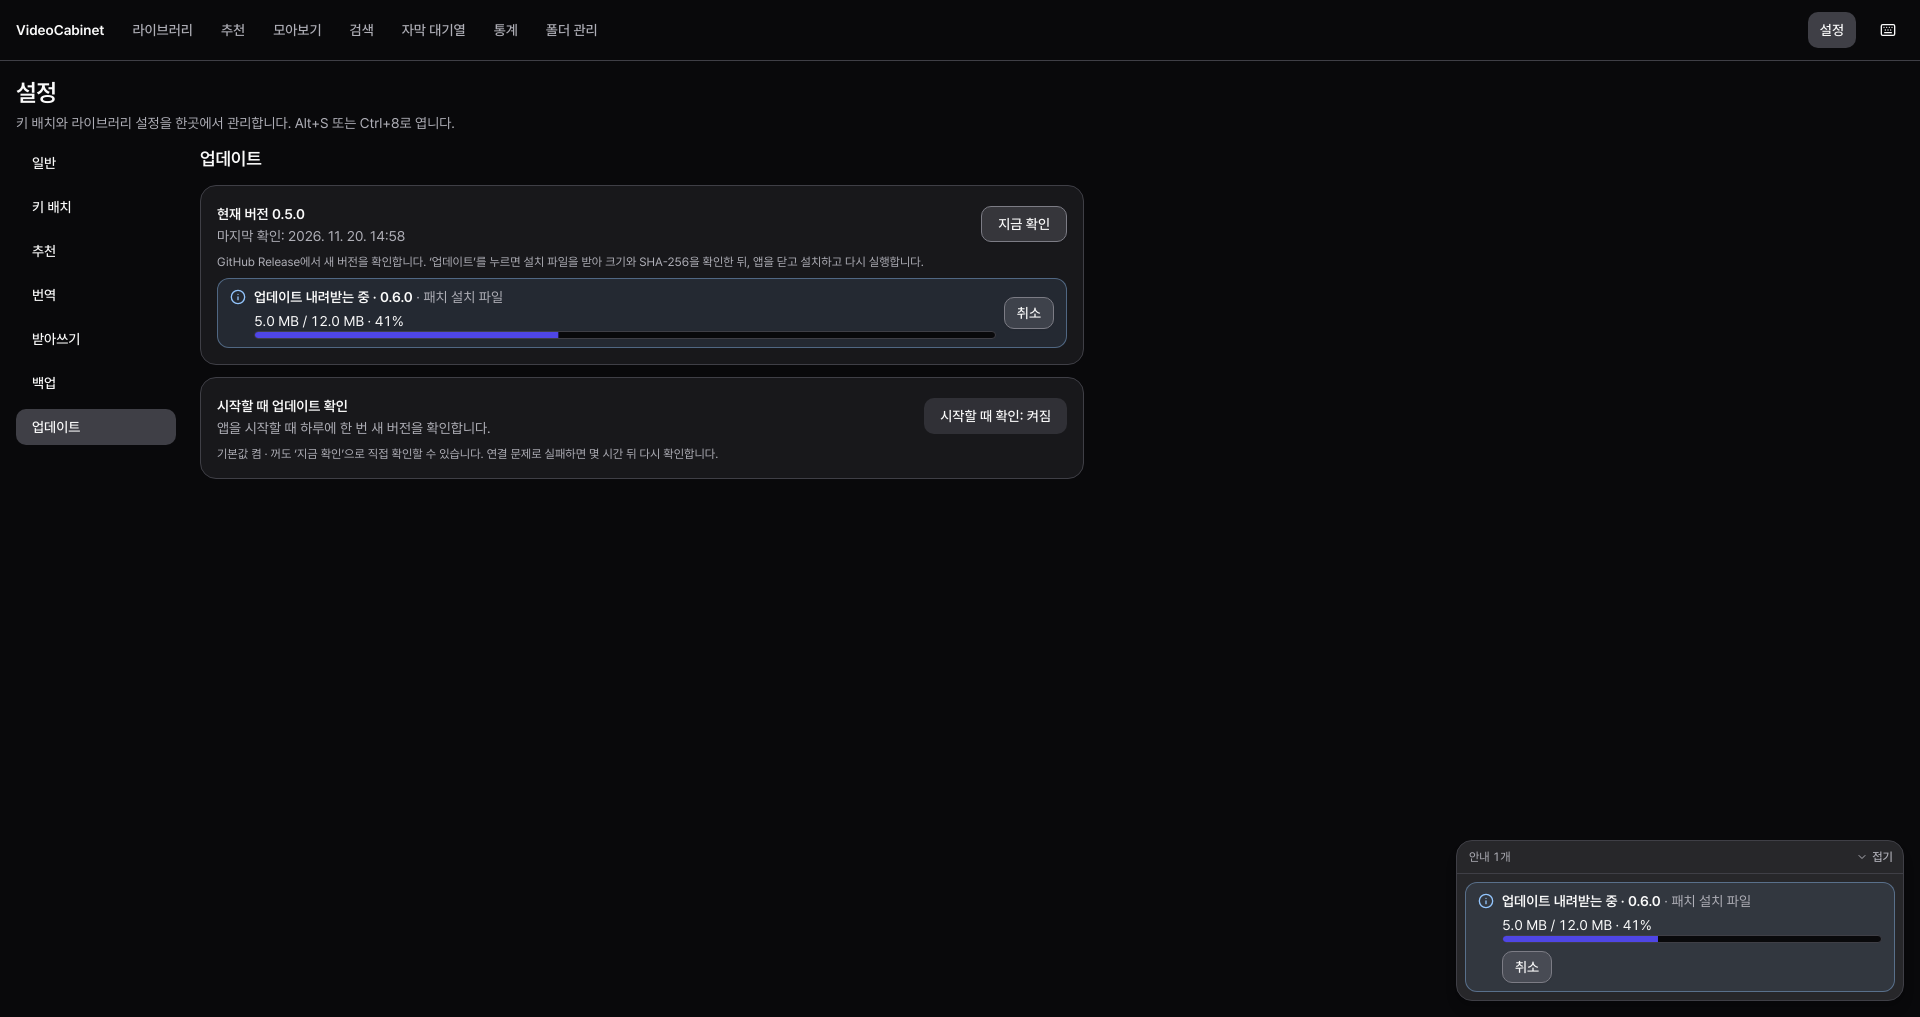 VideoCabinet 라이브러리 추천 모아보기 검색 자막 대기열 통계 폴더 관리 설정
설정
키 배치와 라이브러리 설정을 한곳에서 관리합니다. Alt+S 또는 Ctrl+8로 엽니다.
일반
키 배치
추천
번역
받아쓰기
백업
업데이트
업데이트
현재 버전 0.5.0
마지막 확인: 2026. 11. 20. 14:58
지금 확인
GitHub Release에서 새 버전을 확인합니다. ‘업데이트’를 누르면 설치 파일을 받아 크기와 SHA-256을 확인한 뒤, 앱을 닫고 설치하고 다시 실행합니다.
업데이트 내려받는 중 · 0.6.0 · 패치 설치 파일
5.0 MB / 12.0 MB · 41%
취소
시작할 때 업데이트 확인
앱을 시작할 때 하루에 한 번 새 버전을 확인합니다.
시작할 때 확인: 켜짐
기본값 켬 · 꺼도 ‘지금 확인’으로 직접 확인할 수 있습니다. 연결 문제로 실패하면 몇 시간 뒤 다시 확인합니다.
안내 1개 접기
업데이트 내려받는 중 · 0.6.0 · 패치 설치 파일
5.0 MB / 12.0 MB · 41%
취소